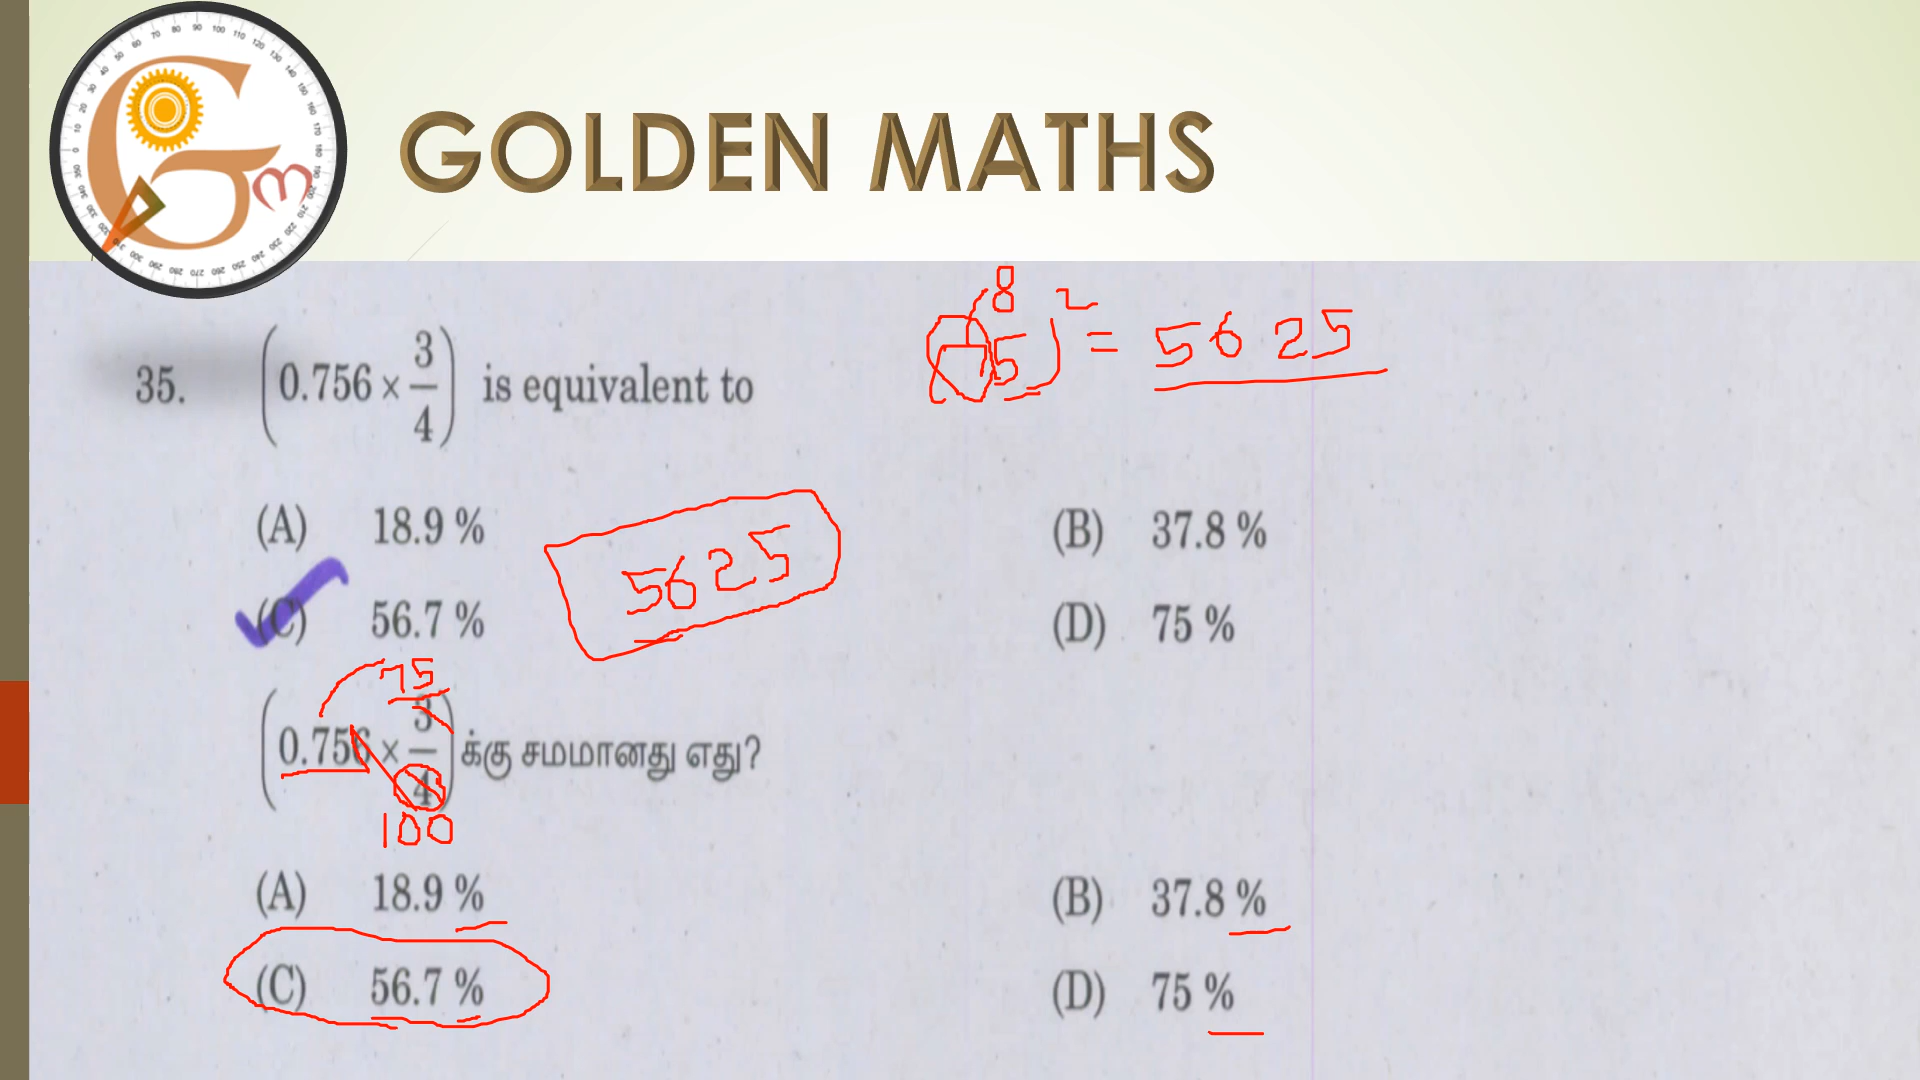 GOLDEN MATHS
m
35. (0.756 × 3/4) is equivalent to
8
(75)² = 5625
(A) 18.9 % (B) 37.8 %
5625
(C) 56.7 % (D) 75 %
75
(0.756 × 3/4) க்கு சமமானது எது?
100
(A) 18.9 % (B) 37.8 %
(C) 56.7 % (D) 75 %